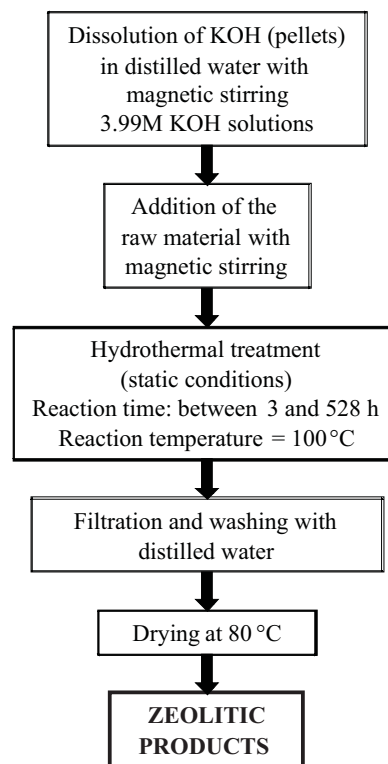 Dissolution of KOH (pellets)
in distilled water with
magnetic stirring
3.99M KOH solutions
Addition of the
raw material with
magnetic stirring
Hydrothermal treatment
(static conditions)
Reaction time: between 3 and 528 h
Reaction temperature = 100 °C
Filtration and washing with
distilled water
Drying at 80 °C
ZEOLITIC
PRODUCTS